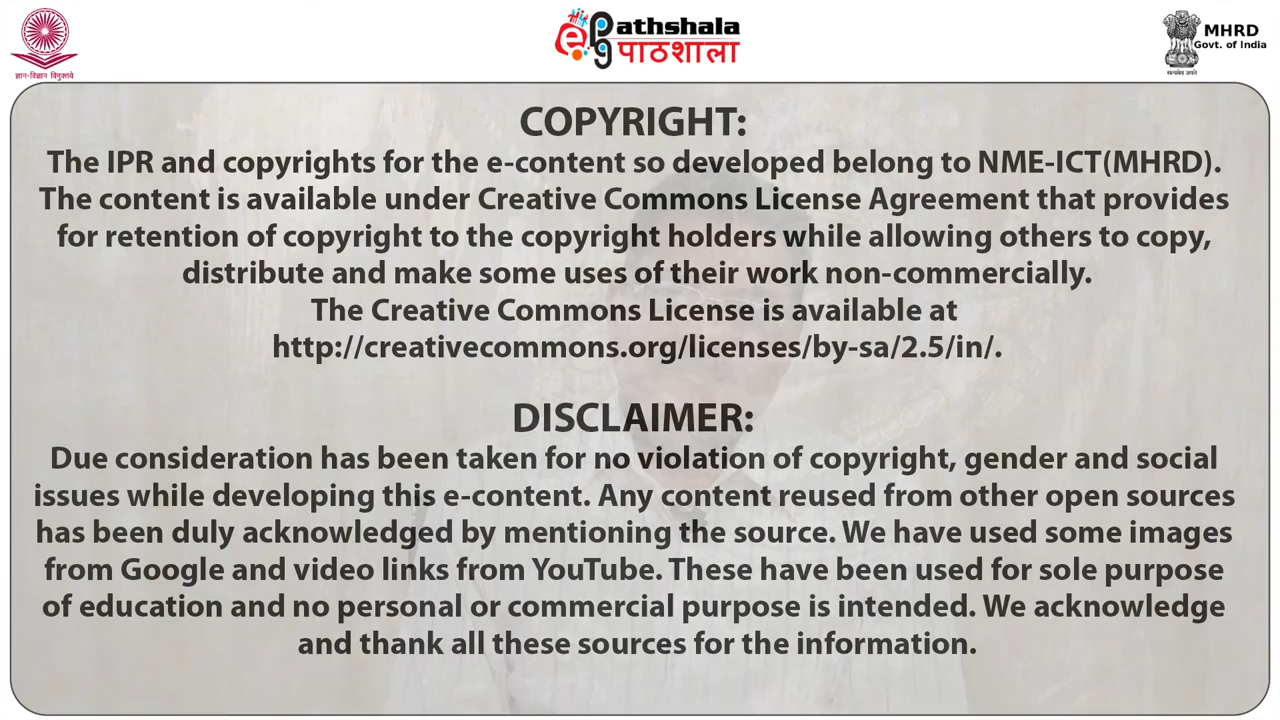 ज्ञान-विज्ञान विमुक्तये
ePathshala
पाठशाला
MHRD
Govt. of India
सत्यमेव जयते
COPYRIGHT:
The IPR and copyrights for the e-content so developed belong to NME-ICT(MHRD).
The content is available under Creative Commons License Agreement that provides
for retention of copyright to the copyright holders while allowing others to copy,
distribute and make some uses of their work non-commercially.
The Creative Commons License is available at
http://creativecommons.org/licenses/by-sa/2.5/in/.
DISCLAIMER:
Due consideration has been taken for no violation of copyright, gender and social
issues while developing this e-content. Any content reused from other open sources
has been duly acknowledged by mentioning the source. We have used some images
from Google and video links from YouTube. These have been used for sole purpose
of education and no personal or commercial purpose is intended. We acknowledge
and thank all these sources for the information.